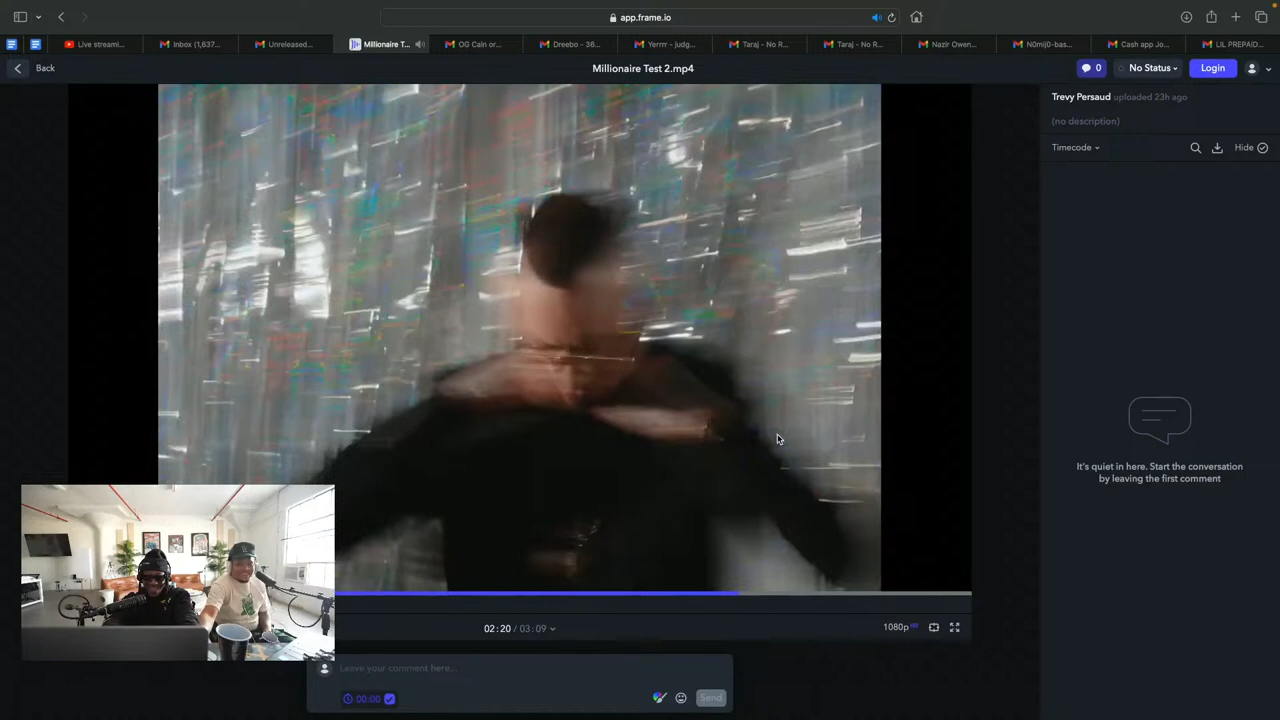 app.frame.io
Live streami...
Inbox (1,637...
Unreleased...
Millionaire T...
OG Cain or...
Dreebo - 36...
Yerrrr - judg...
Taraj - No R...
Taraj - No R...
Nazir Owen...
N0mij0-bas...
Cash app Jo...
LIL PREPAID...
Back
Millionaire Test 2.mp4
0
No Status
Login
Trevy Persaud uploaded 23h ago
(no description)
Timecode
Hide
It's quiet in here. Start the conversation
by leaving the first comment
02:20 / 03:09
1080p HD
Leave your comment here...
00:00
Send